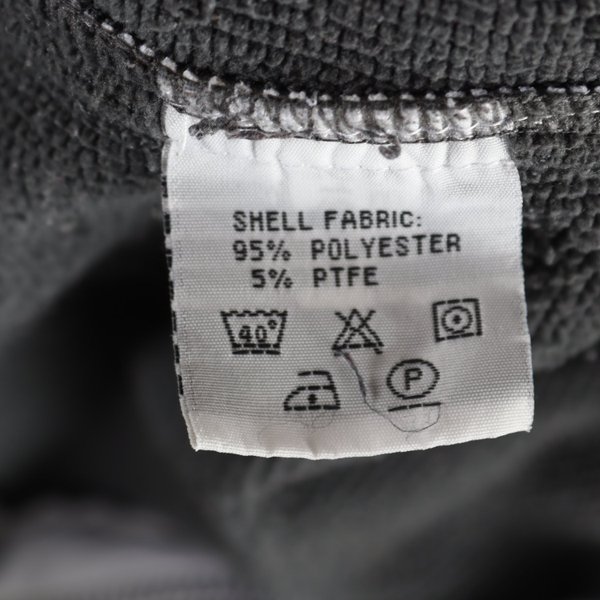 SHELL FABRIC:
95% POLYESTER
5% PTFE
40°
P